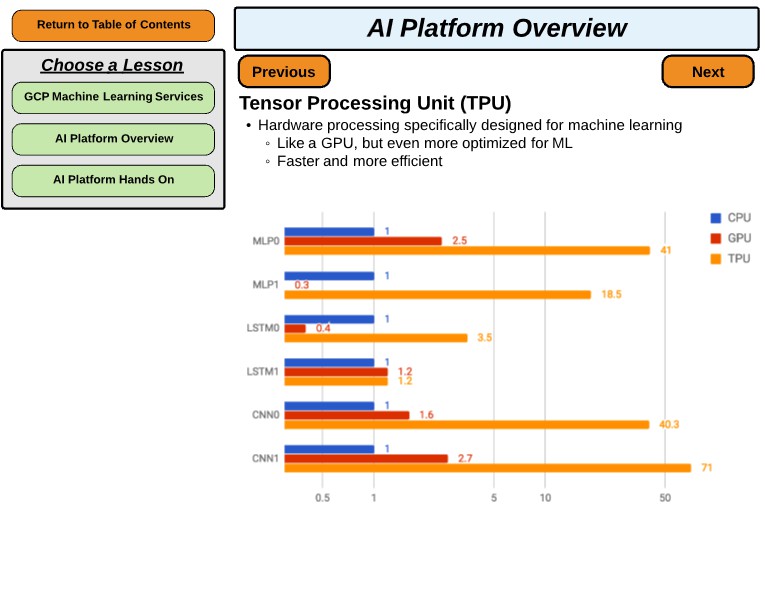 Return to Table of Contents
AI Platform Overview
Choose a Lesson
GCP Machine Learning Services
AI Platform Overview
AI Platform Hands On
Previous
Next
Tensor Processing Unit (TPU)
• Hardware processing specifically designed for machine learning
◦ Like a GPU, but even more optimized for ML
◦ Faster and more efficient
CPU
GPU
TPU
MLP0
1
2.5
41
MLP1
1
0.3
18.5
LSTM0
1
0.4
3.5
LSTM1
1
1.2
1.2
CNN0
1
1.6
40.3
CNN1
1
2.7
71
0.5 1 5 10 50